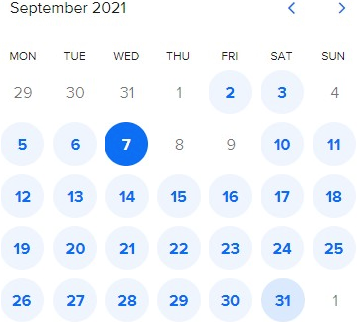 September 2021
MON TUE WED THU FRI SAT SUN
29 30 31 1 2 3 4
5 6 7 8 9 10 11
12 13 14 15 16 17 18
19 20 21 22 23 24 25
26 27 28 29 30 31 1